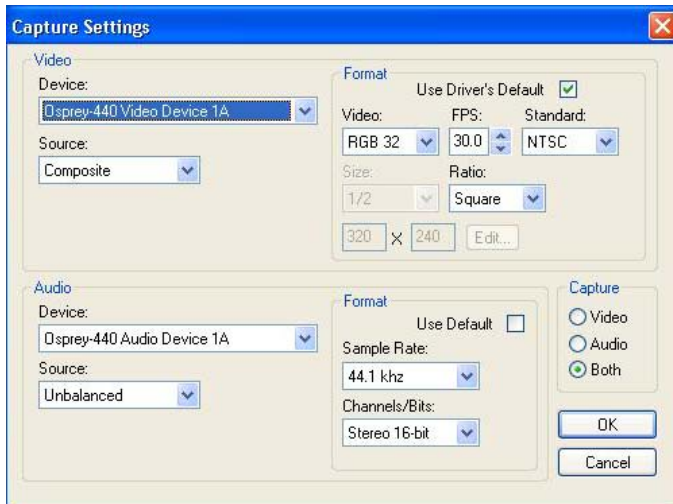 Capture Settings
Video
Device:
Osprey-440 Video Device 1A
Source:
Composite
Format
Use Driver's Default
Video:
FPS:
Standard:
RGB 32
30.0
NTSC
Size:
Ratio:
1/2
Square
320 X 240
Edit...
Audio
Device:
Osprey-440 Audio Device 1A
Source:
Unbalanced
Format
Use Default
Sample Rate:
44.1 khz
Channels/Bits:
Stereo 16-bit
Capture
Video
Audio
Both
OK
Cancel